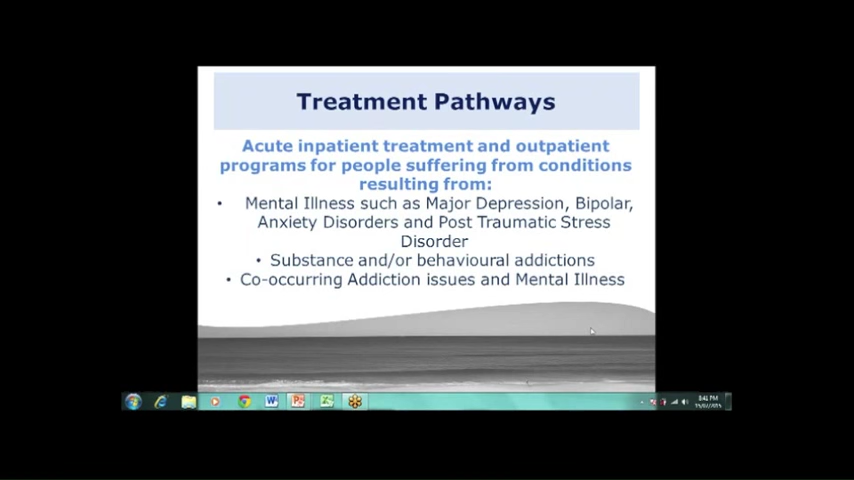 Treatment Pathways
Acute inpatient treatment and outpatient
programs for people suffering from conditions
resulting from:
• Mental Illness such as Major Depression, Bipolar,
Anxiety Disorders and Post Traumatic Stress
Disorder
• Substance and/or behavioural addictions
• Co-occurring Addiction issues and Mental Illness